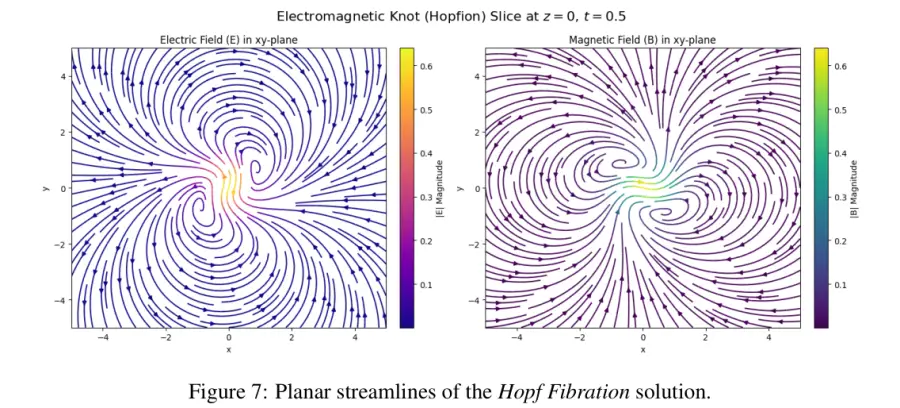 Electromagnetic Knot (Hopfion) Slice at z = 0, t = 0.5
Electric Field (E) in xy-plane
4
2
0
−2
−4
y
−4 −2 0 2 4
x
0.6
0.5
0.4
0.3
0.2
0.1
|E| Magnitude
Magnetic Field (B) in xy-plane
4
2
0
−2
−4
y
−4 −2 0 2 4
x
0.6
0.5
0.4
0.3
0.2
0.1
|B| Magnitude
Figure 7: Planar streamlines of the Hopf Fibration solution.